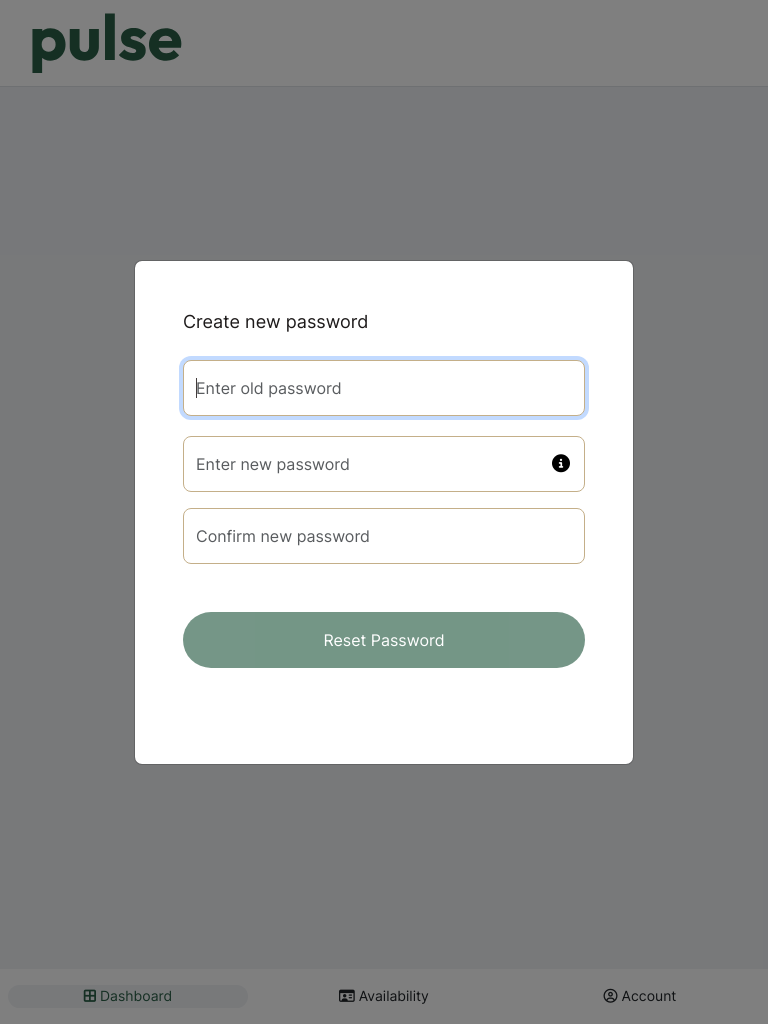 pulse
Create new password
Enter old password
Enter new password
Confirm new password
Reset Password
Dashboard
Availability
Account